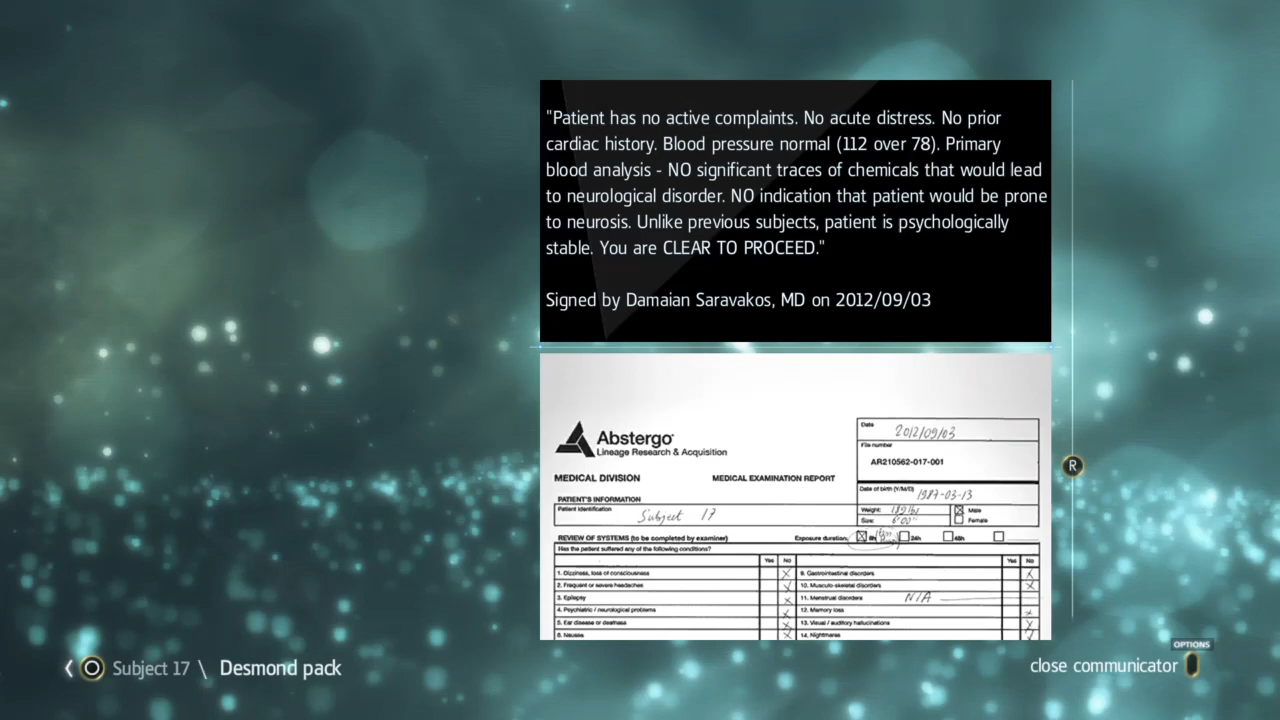 "Patient has no active complaints. No acute distress. No prior
cardiac history. Blood pressure normal (112 over 78). Primary
blood analysis - NO significant traces of chemicals that would lead
to neurological disorder. NO indication that patient would be prone
to neurosis. Unlike previous subjects, patient is psychologically
stable. You are CLEAR TO PROCEED."
Signed by Damaian Saravakos, MD on 2012/09/03
Abstergo
Lineage Research & Acquisition
Date 2012/09/03
File number
AR210562-017-001
MEDICAL DIVISION MEDICAL EXAMINATION REPORT
Date of birth (Y/M/D) 1987-03-13
PATIENT'S INFORMATION
Patient identification Subject 17
Weight: 189 lbs Male
Size: 6'00" Female
REVIEW OF SYSTEMS (to be completed by examiner) Exposure duration: 8h 24h 48h
Has the patient suffered any of the following conditions?
Yes No Yes No
1. Dizziness, loss of consciousness 9. Gastrointestinal disorders
2. Frequent or severe headaches 10. Musculo-skeletal disorders
3. Epilepsy 11. Menstrual disorders N/A
4. Psychiatric / neurological problems 12. Memory loss
5. Ear disease or deafness 13. Visual / auditory hallucinations
6. Nausea 14. Nightmares
R
OPTIONS
Subject 17 \ Desmond pack close communicator